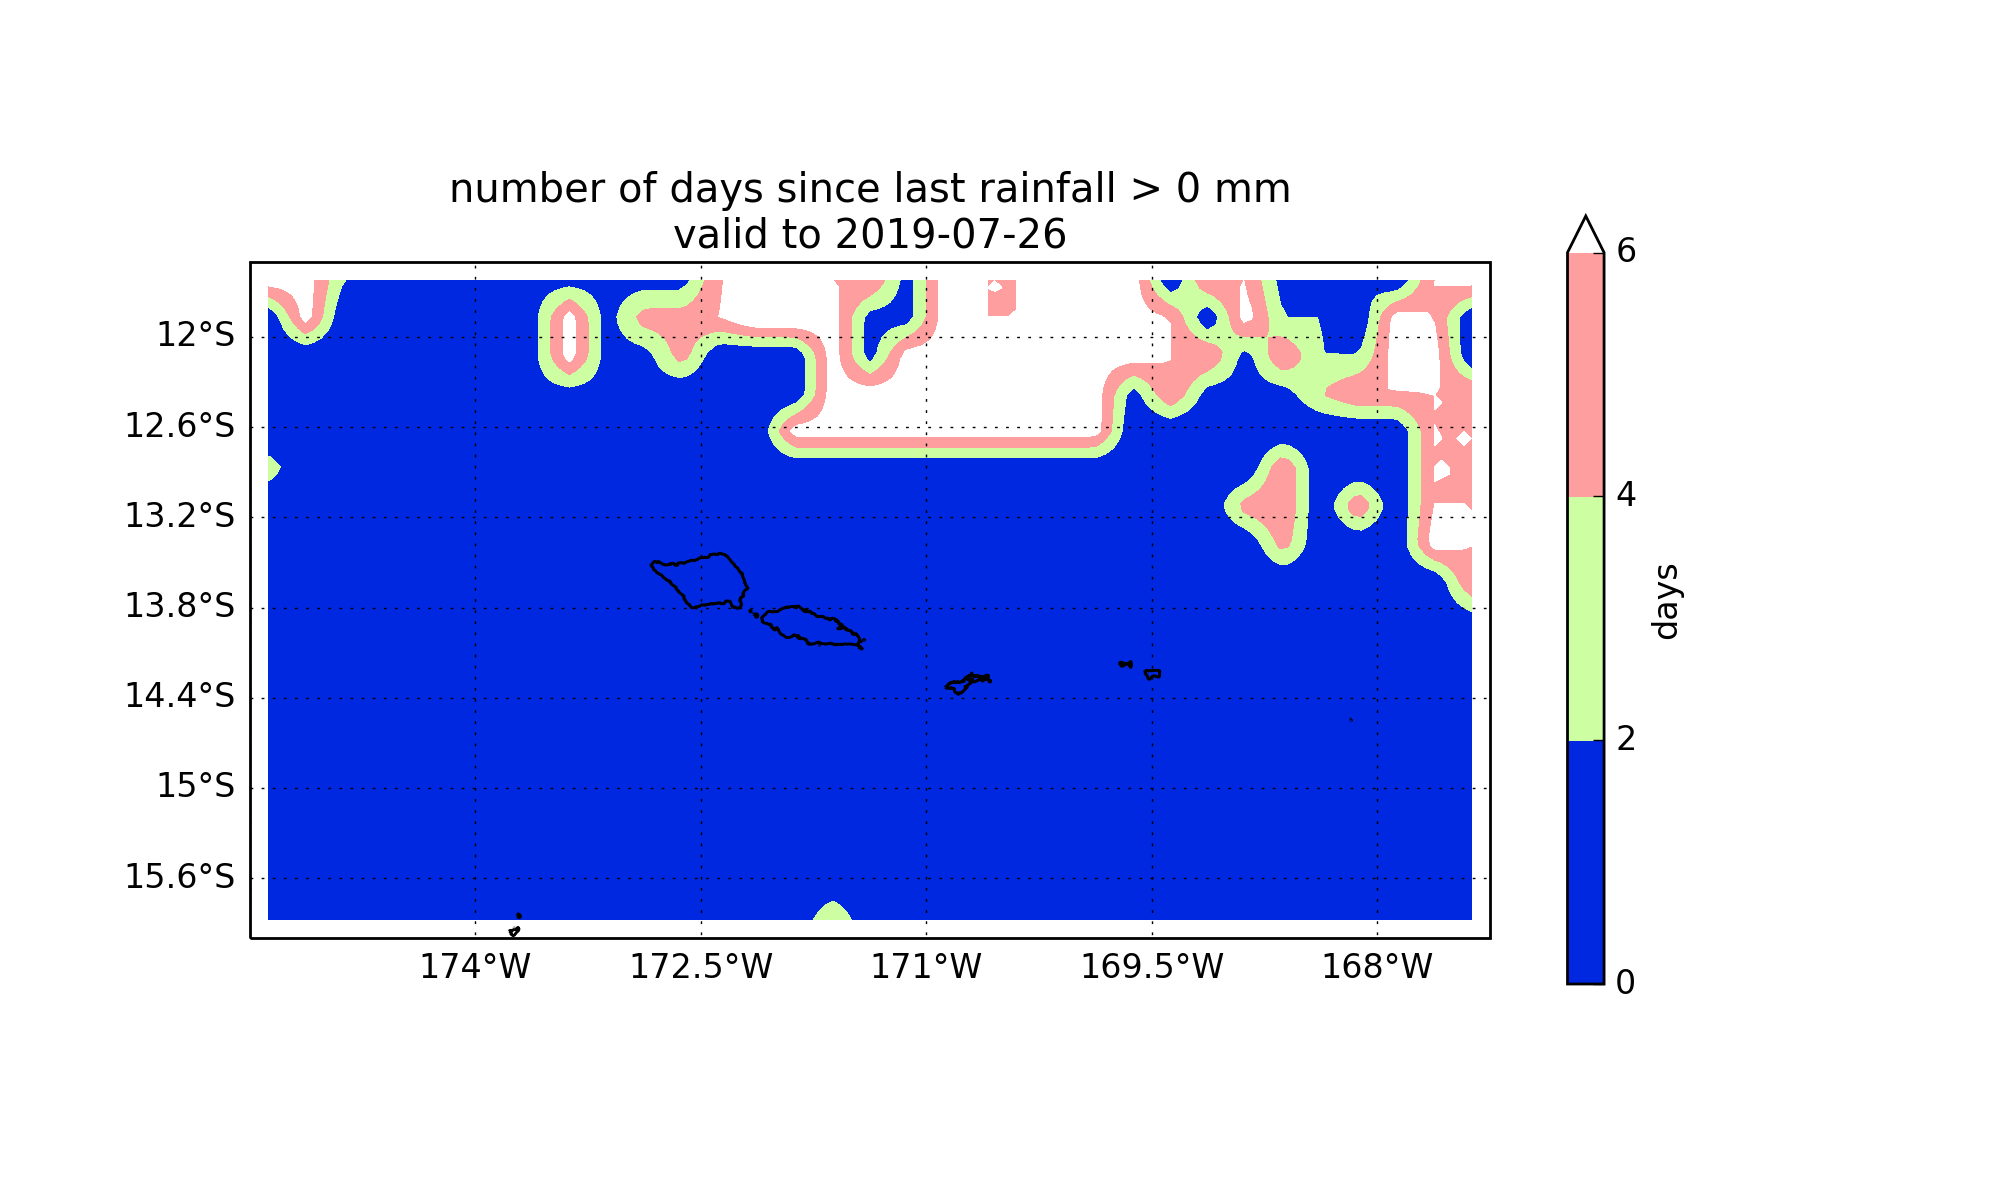 number of days since last rainfall > 0 mm
valid to 2019-07-26
12°S
12.6°S
13.2°S
13.8°S
14.4°S
15°S
15.6°S
174°W
172.5°W
171°W
169.5°W
168°W
6
4
2
0
days